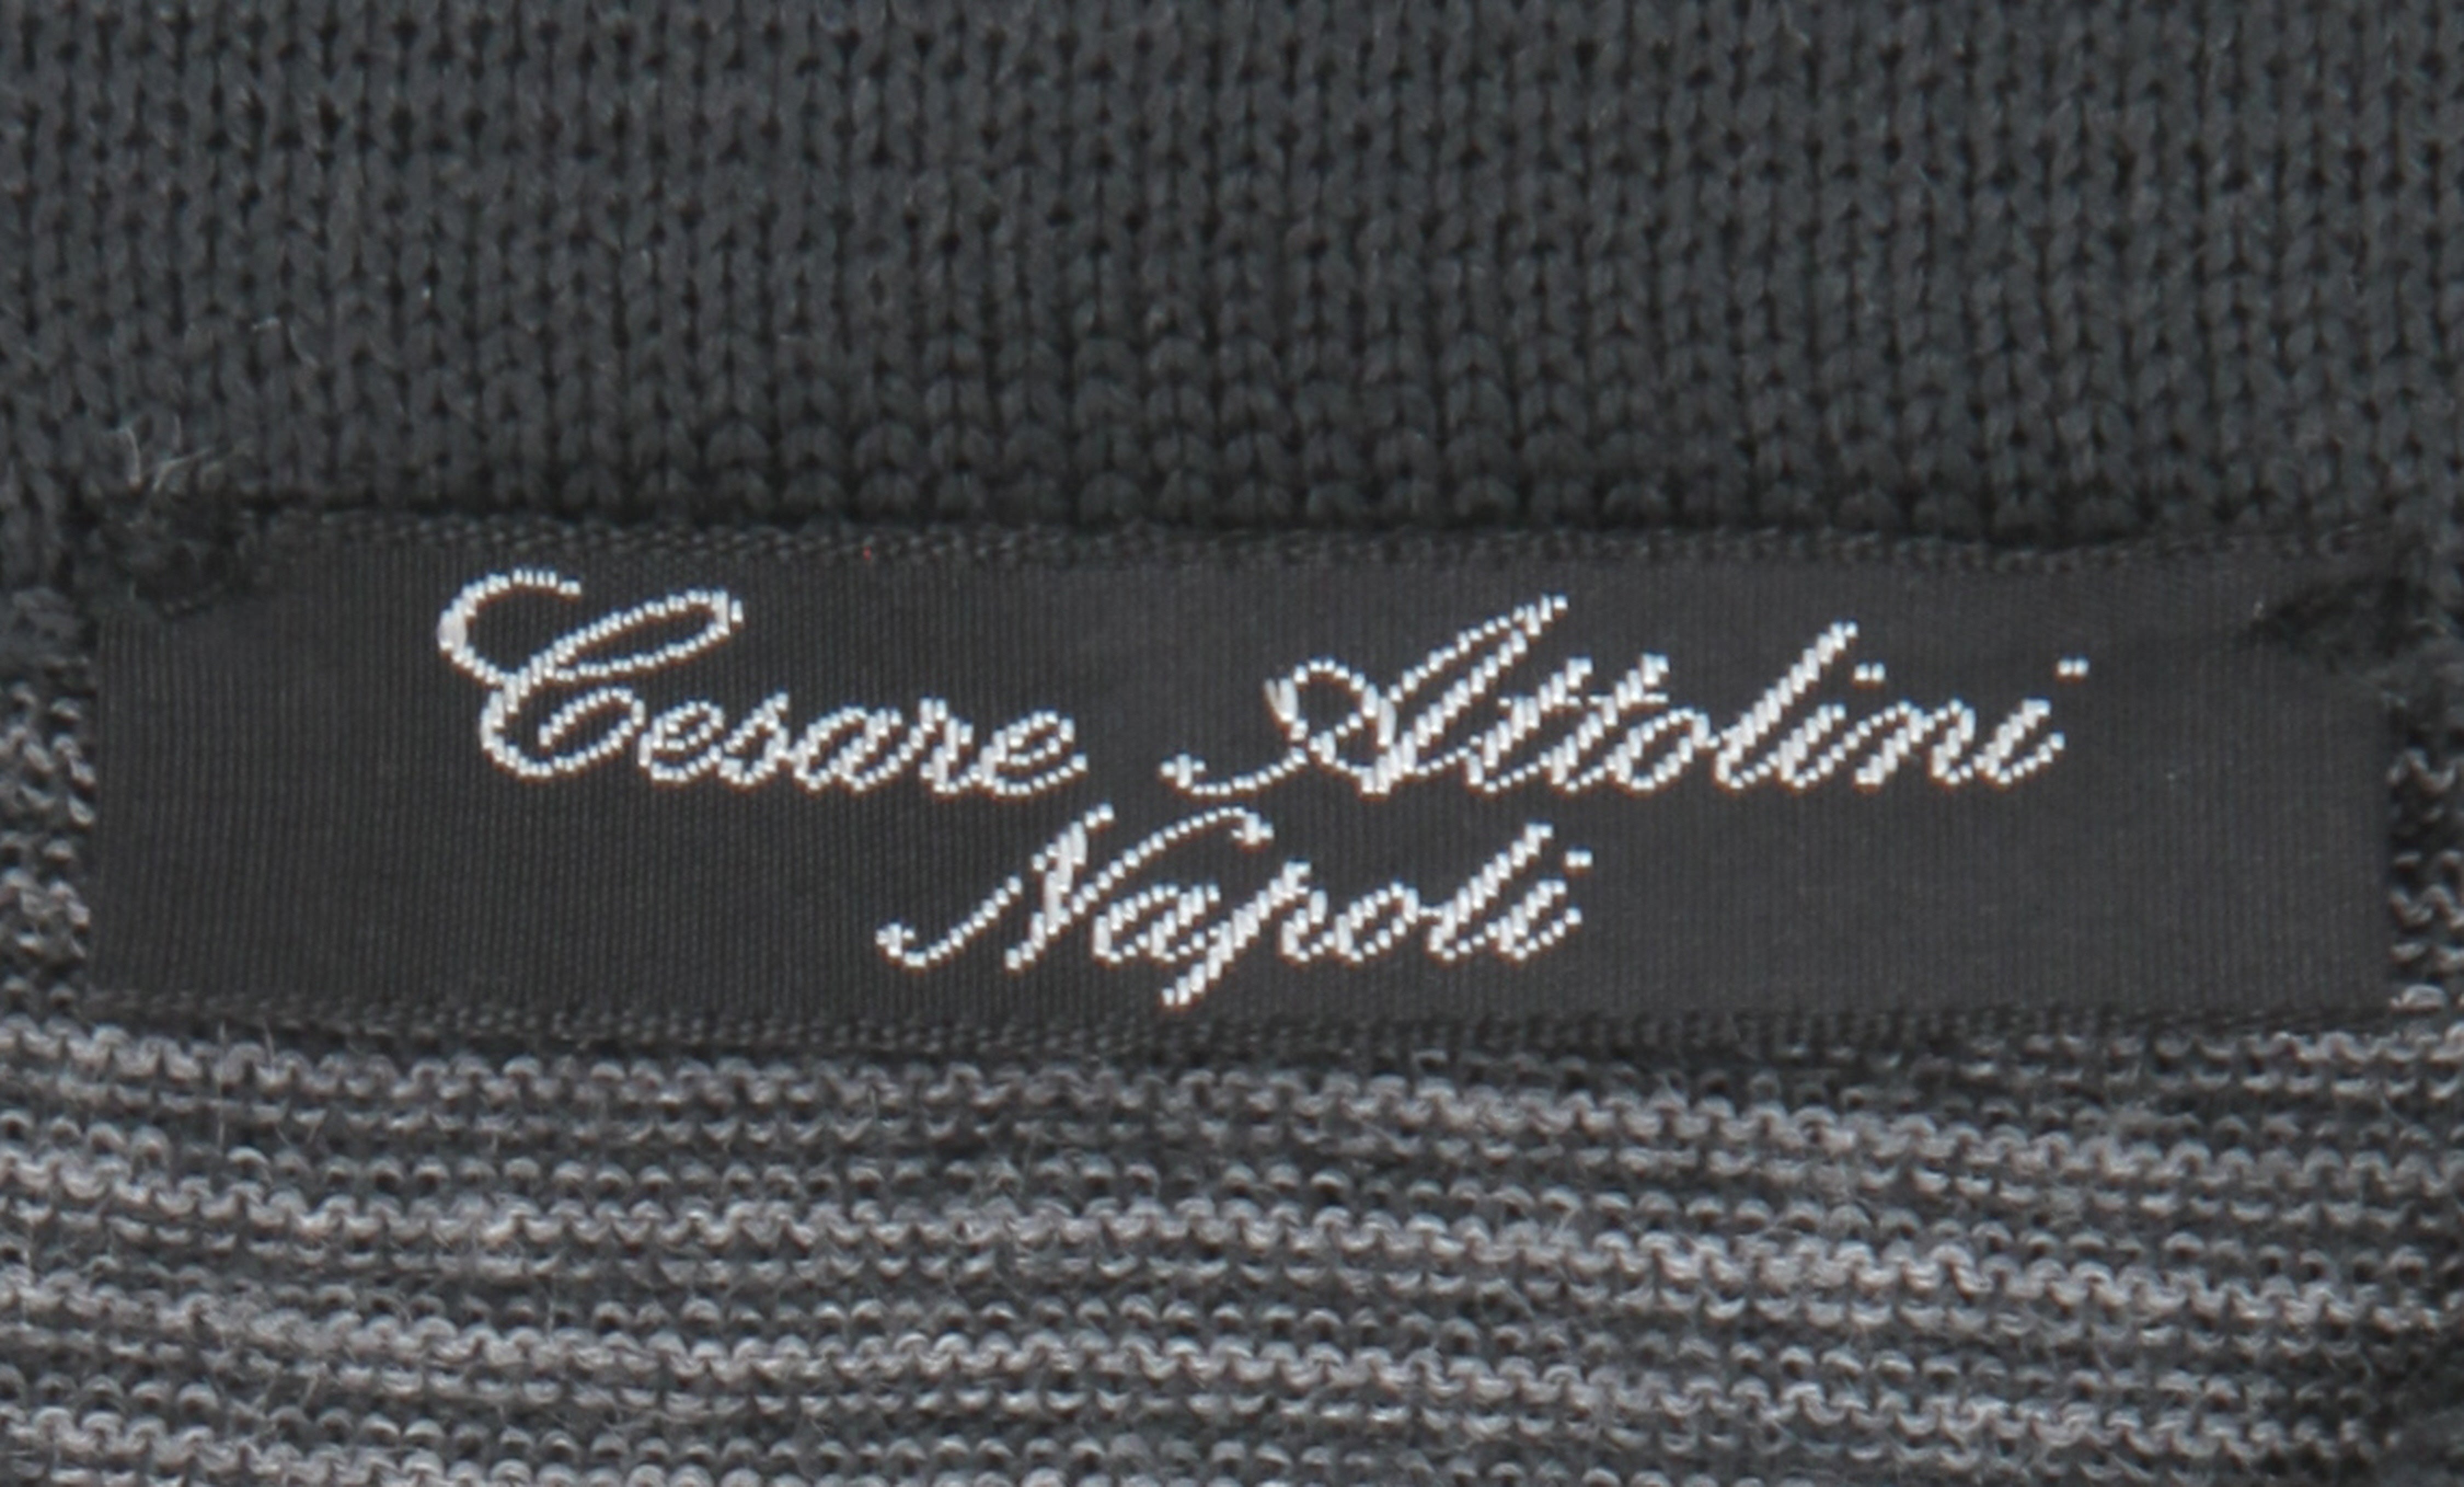 Cesare Attolini
Napoli